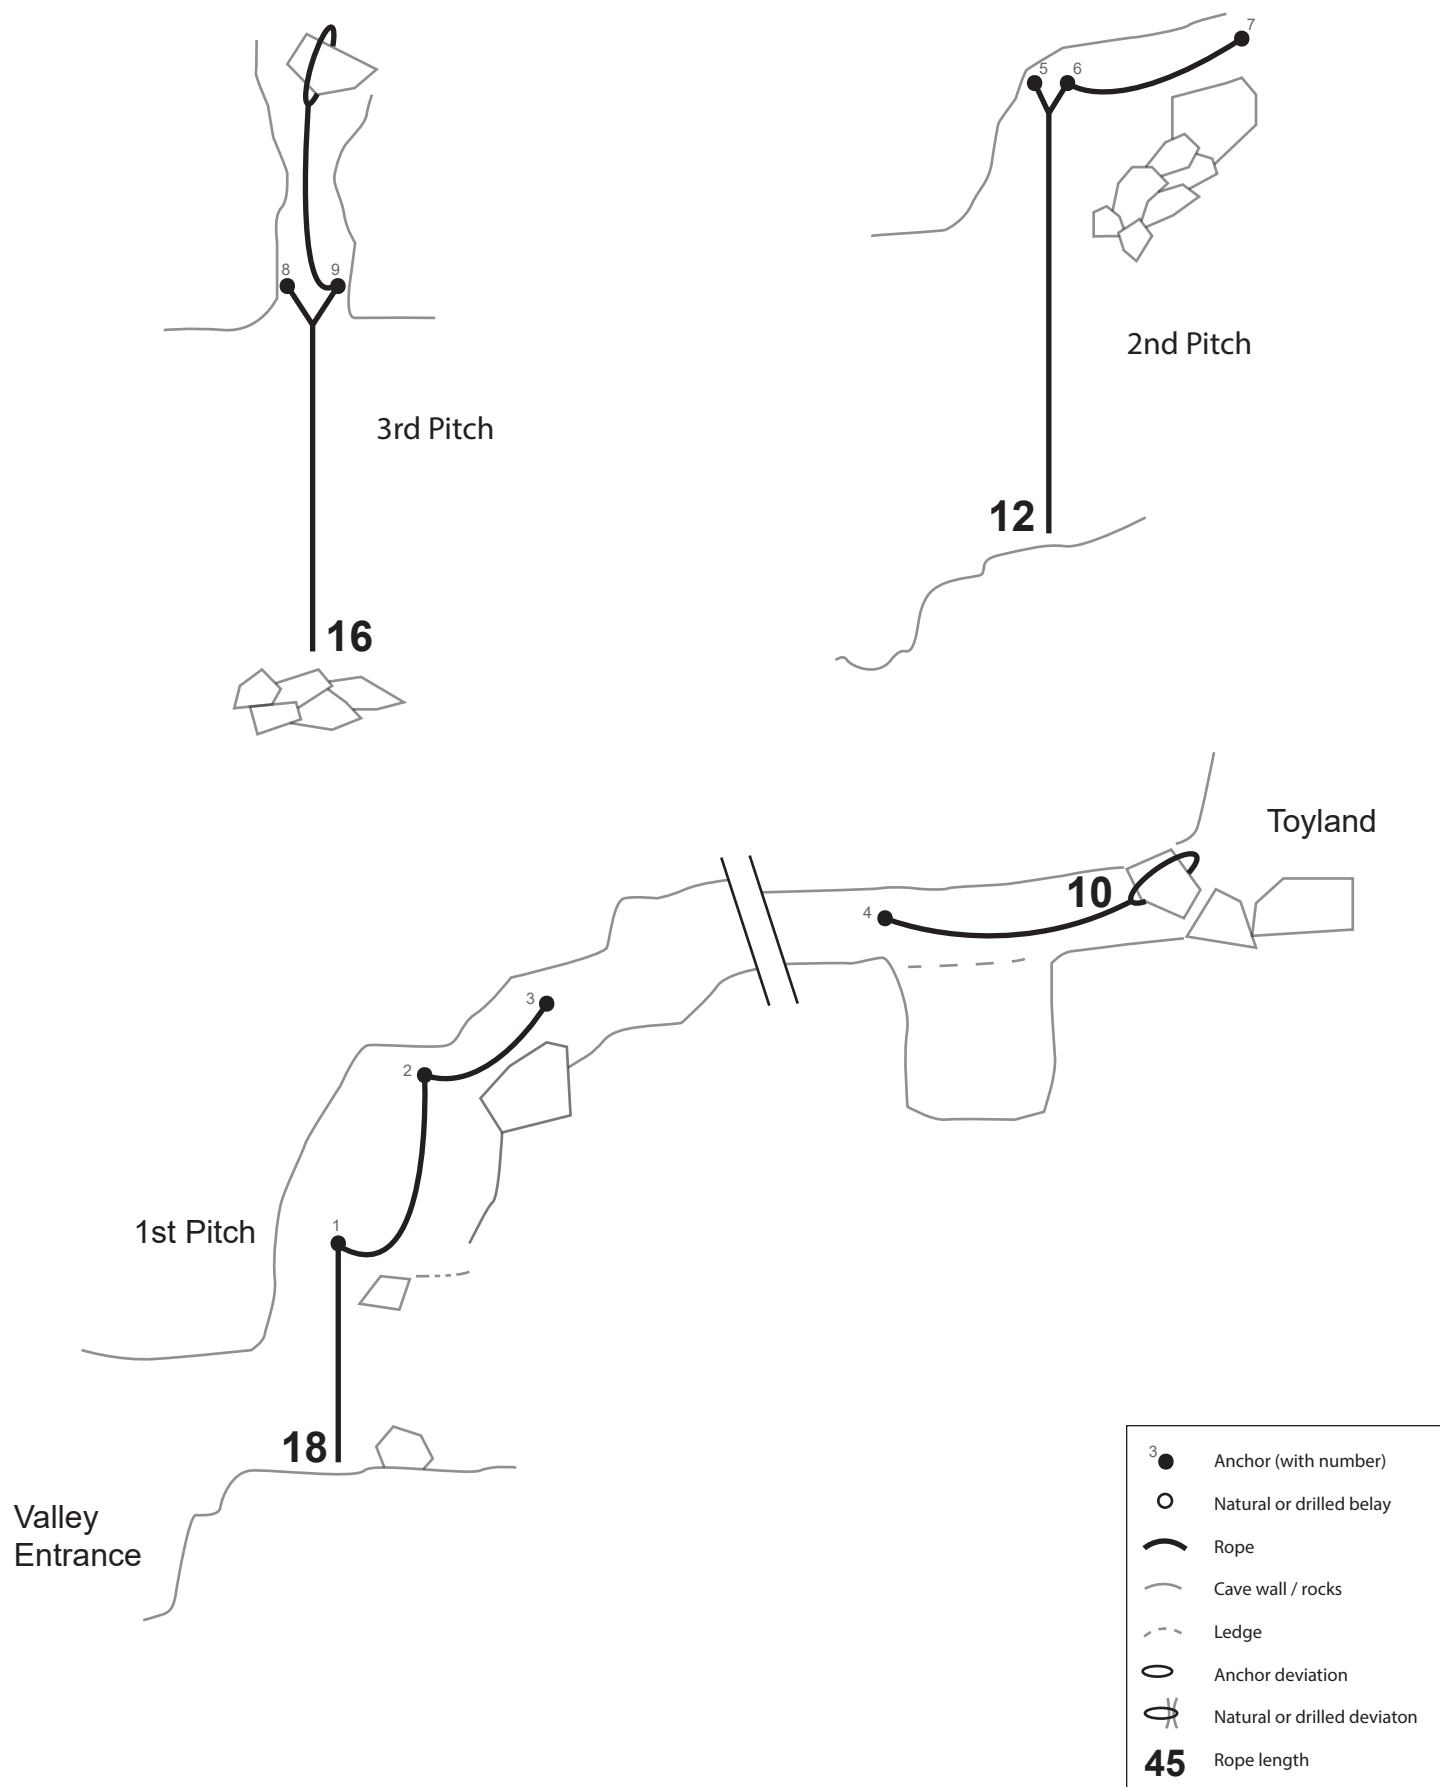 7
5
6
8
9
2nd Pitch
3rd Pitch
12
16
Toyland
10
4
3
2
1
1st Pitch
18
Valley
Entrance
3
Anchor (with number)
Natural or drilled belay
Rope
Cave wall / rocks
Ledge
Anchor deviation
Natural or drilled deviaton
45 Rope length